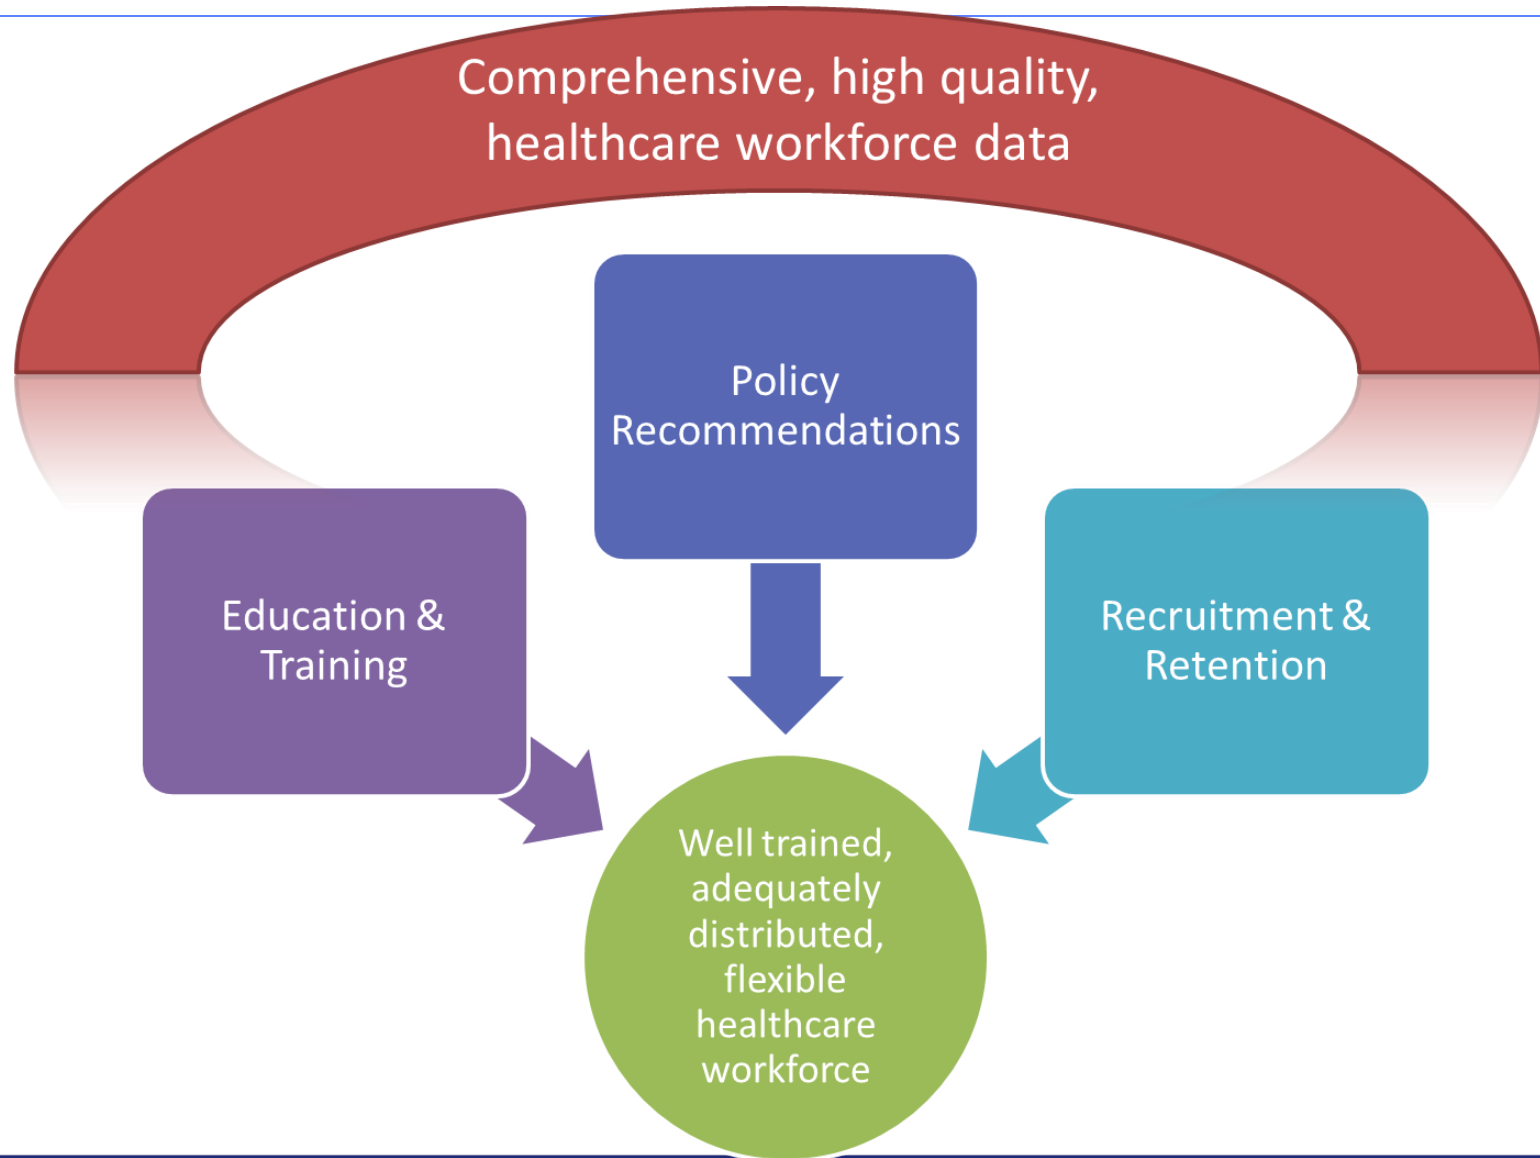 Comprehensive, high quality,
healthcare workforce data
Policy
Recommendations
Education &
Training
Recruitment &
Retention
Well trained,
adequately
distributed,
flexible
healthcare
workforce